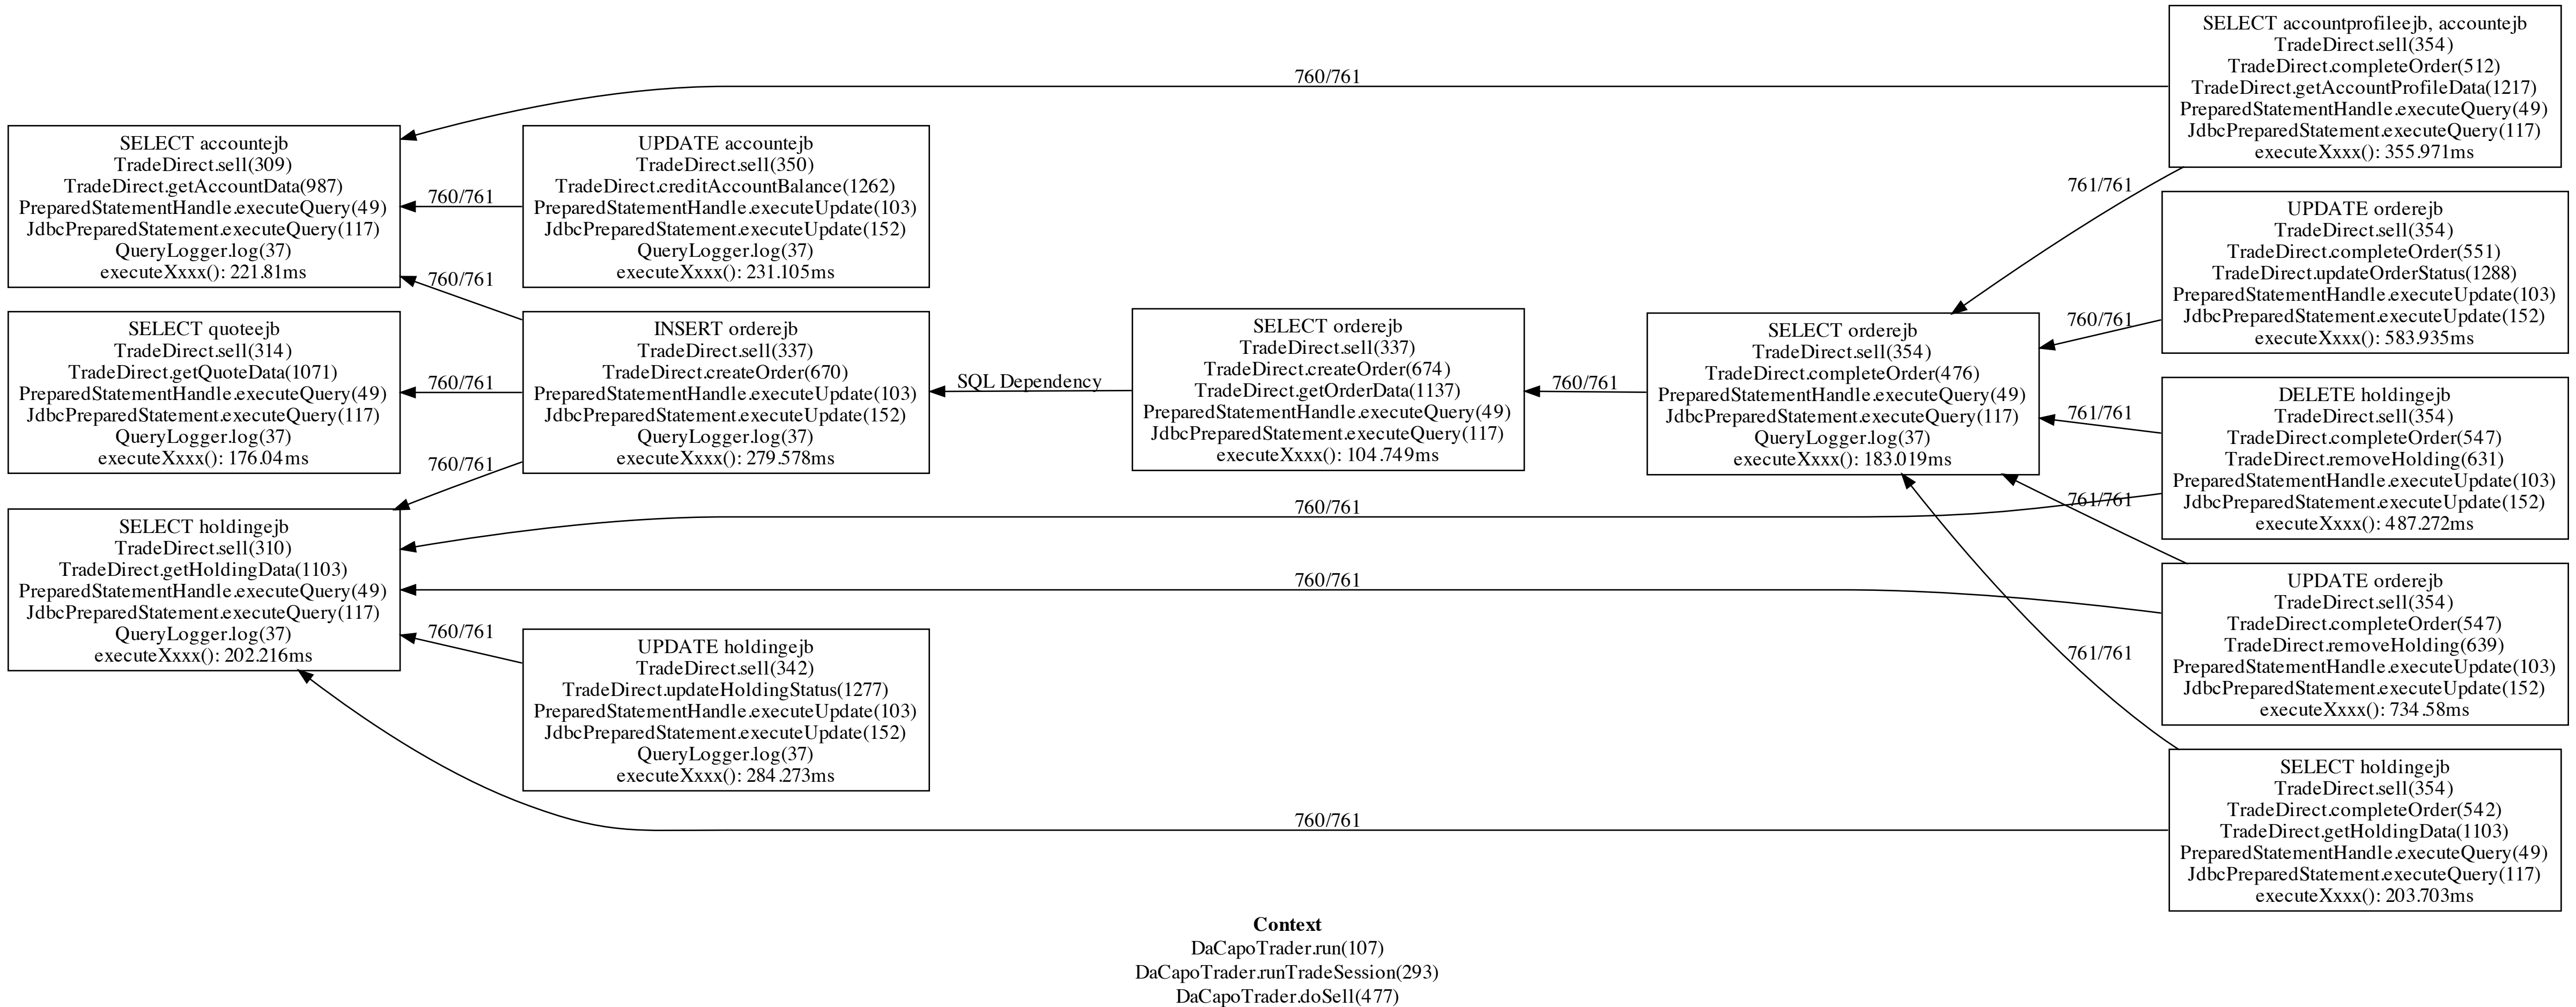 SELECT accountprofileejb, accountejb
TradeDirect.sell(354)
TradeDirect.completeOrder(512)
TradeDirect.getAccountProfileData(1217)
PreparedStatementHandle.executeQuery(49)
JdbcPreparedStatement.executeQuery(117)
executeXxxx(): 355.971ms
760/761
SELECT accountejb
TradeDirect.sell(309)
TradeDirect.getAccountData(987)
PreparedStatementHandle.executeQuery(49)
JdbcPreparedStatement.executeQuery(117)
QueryLogger.log(37)
executeXxxx(): 221.81ms
760/761
UPDATE accountejb
TradeDirect.sell(350)
TradeDirect.creditAccountBalance(1262)
PreparedStatementHandle.executeUpdate(103)
JdbcPreparedStatement.executeUpdate(152)
QueryLogger.log(37)
executeXxxx(): 231.105ms
761/761
UPDATE orderejb
TradeDirect.sell(354)
TradeDirect.completeOrder(551)
TradeDirect.updateOrderStatus(1288)
PreparedStatementHandle.executeUpdate(103)
JdbcPreparedStatement.executeUpdate(152)
executeXxxx(): 583.935ms
760/761
760/761
SELECT quoteejb
TradeDirect.sell(314)
TradeDirect.getQuoteData(1071)
PreparedStatementHandle.executeQuery(49)
JdbcPreparedStatement.executeQuery(117)
QueryLogger.log(37)
executeXxxx(): 176.04ms
760/761
INSERT orderejb
TradeDirect.sell(337)
TradeDirect.createOrder(670)
PreparedStatementHandle.executeUpdate(103)
JdbcPreparedStatement.executeUpdate(152)
QueryLogger.log(37)
executeXxxx(): 279.578ms
SQL Dependency
SELECT orderejb
TradeDirect.sell(337)
TradeDirect.createOrder(674)
TradeDirect.getOrderData(1137)
PreparedStatementHandle.executeQuery(49)
JdbcPreparedStatement.executeQuery(117)
executeXxxx(): 104.749ms
760/761
SELECT orderejb
TradeDirect.sell(354)
TradeDirect.completeOrder(476)
PreparedStatementHandle.executeQuery(49)
JdbcPreparedStatement.executeQuery(117)
QueryLogger.log(37)
executeXxxx(): 183.019ms
761/761
DELETE holdingejb
TradeDirect.sell(354)
TradeDirect.completeOrder(547)
TradeDirect.removeHolding(631)
PreparedStatementHandle.executeUpdate(103)
JdbcPreparedStatement.executeUpdate(152)
executeXxxx(): 487.272ms
760/761
760/761
761/761
SELECT holdingejb
TradeDirect.sell(310)
TradeDirect.getHoldingData(1103)
PreparedStatementHandle.executeQuery(49)
JdbcPreparedStatement.executeQuery(117)
QueryLogger.log(37)
executeXxxx(): 202.216ms
760/761
UPDATE orderejb
TradeDirect.sell(354)
TradeDirect.completeOrder(547)
TradeDirect.removeHolding(639)
PreparedStatementHandle.executeUpdate(103)
JdbcPreparedStatement.executeUpdate(152)
executeXxxx(): 734.58ms
760/761
UPDATE holdingejb
TradeDirect.sell(342)
TradeDirect.updateHoldingStatus(1277)
PreparedStatementHandle.executeUpdate(103)
JdbcPreparedStatement.executeUpdate(152)
QueryLogger.log(37)
executeXxxx(): 284.273ms
761/761
760/761
SELECT holdingejb
TradeDirect.sell(354)
TradeDirect.completeOrder(542)
TradeDirect.getHoldingData(1103)
PreparedStatementHandle.executeQuery(49)
JdbcPreparedStatement.executeQuery(117)
executeXxxx(): 203.703ms
Context
DaCapoTrader.run(107)
DaCapoTrader.runTradeSession(293)
DaCapoTrader.doSell(477)